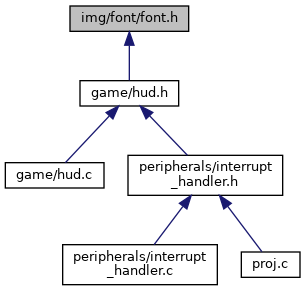 img/font/font.h
game/hud.h
game/hud.c
peripherals/interrupt
_handler.h
peripherals/interrupt
_handler.c
proj.c